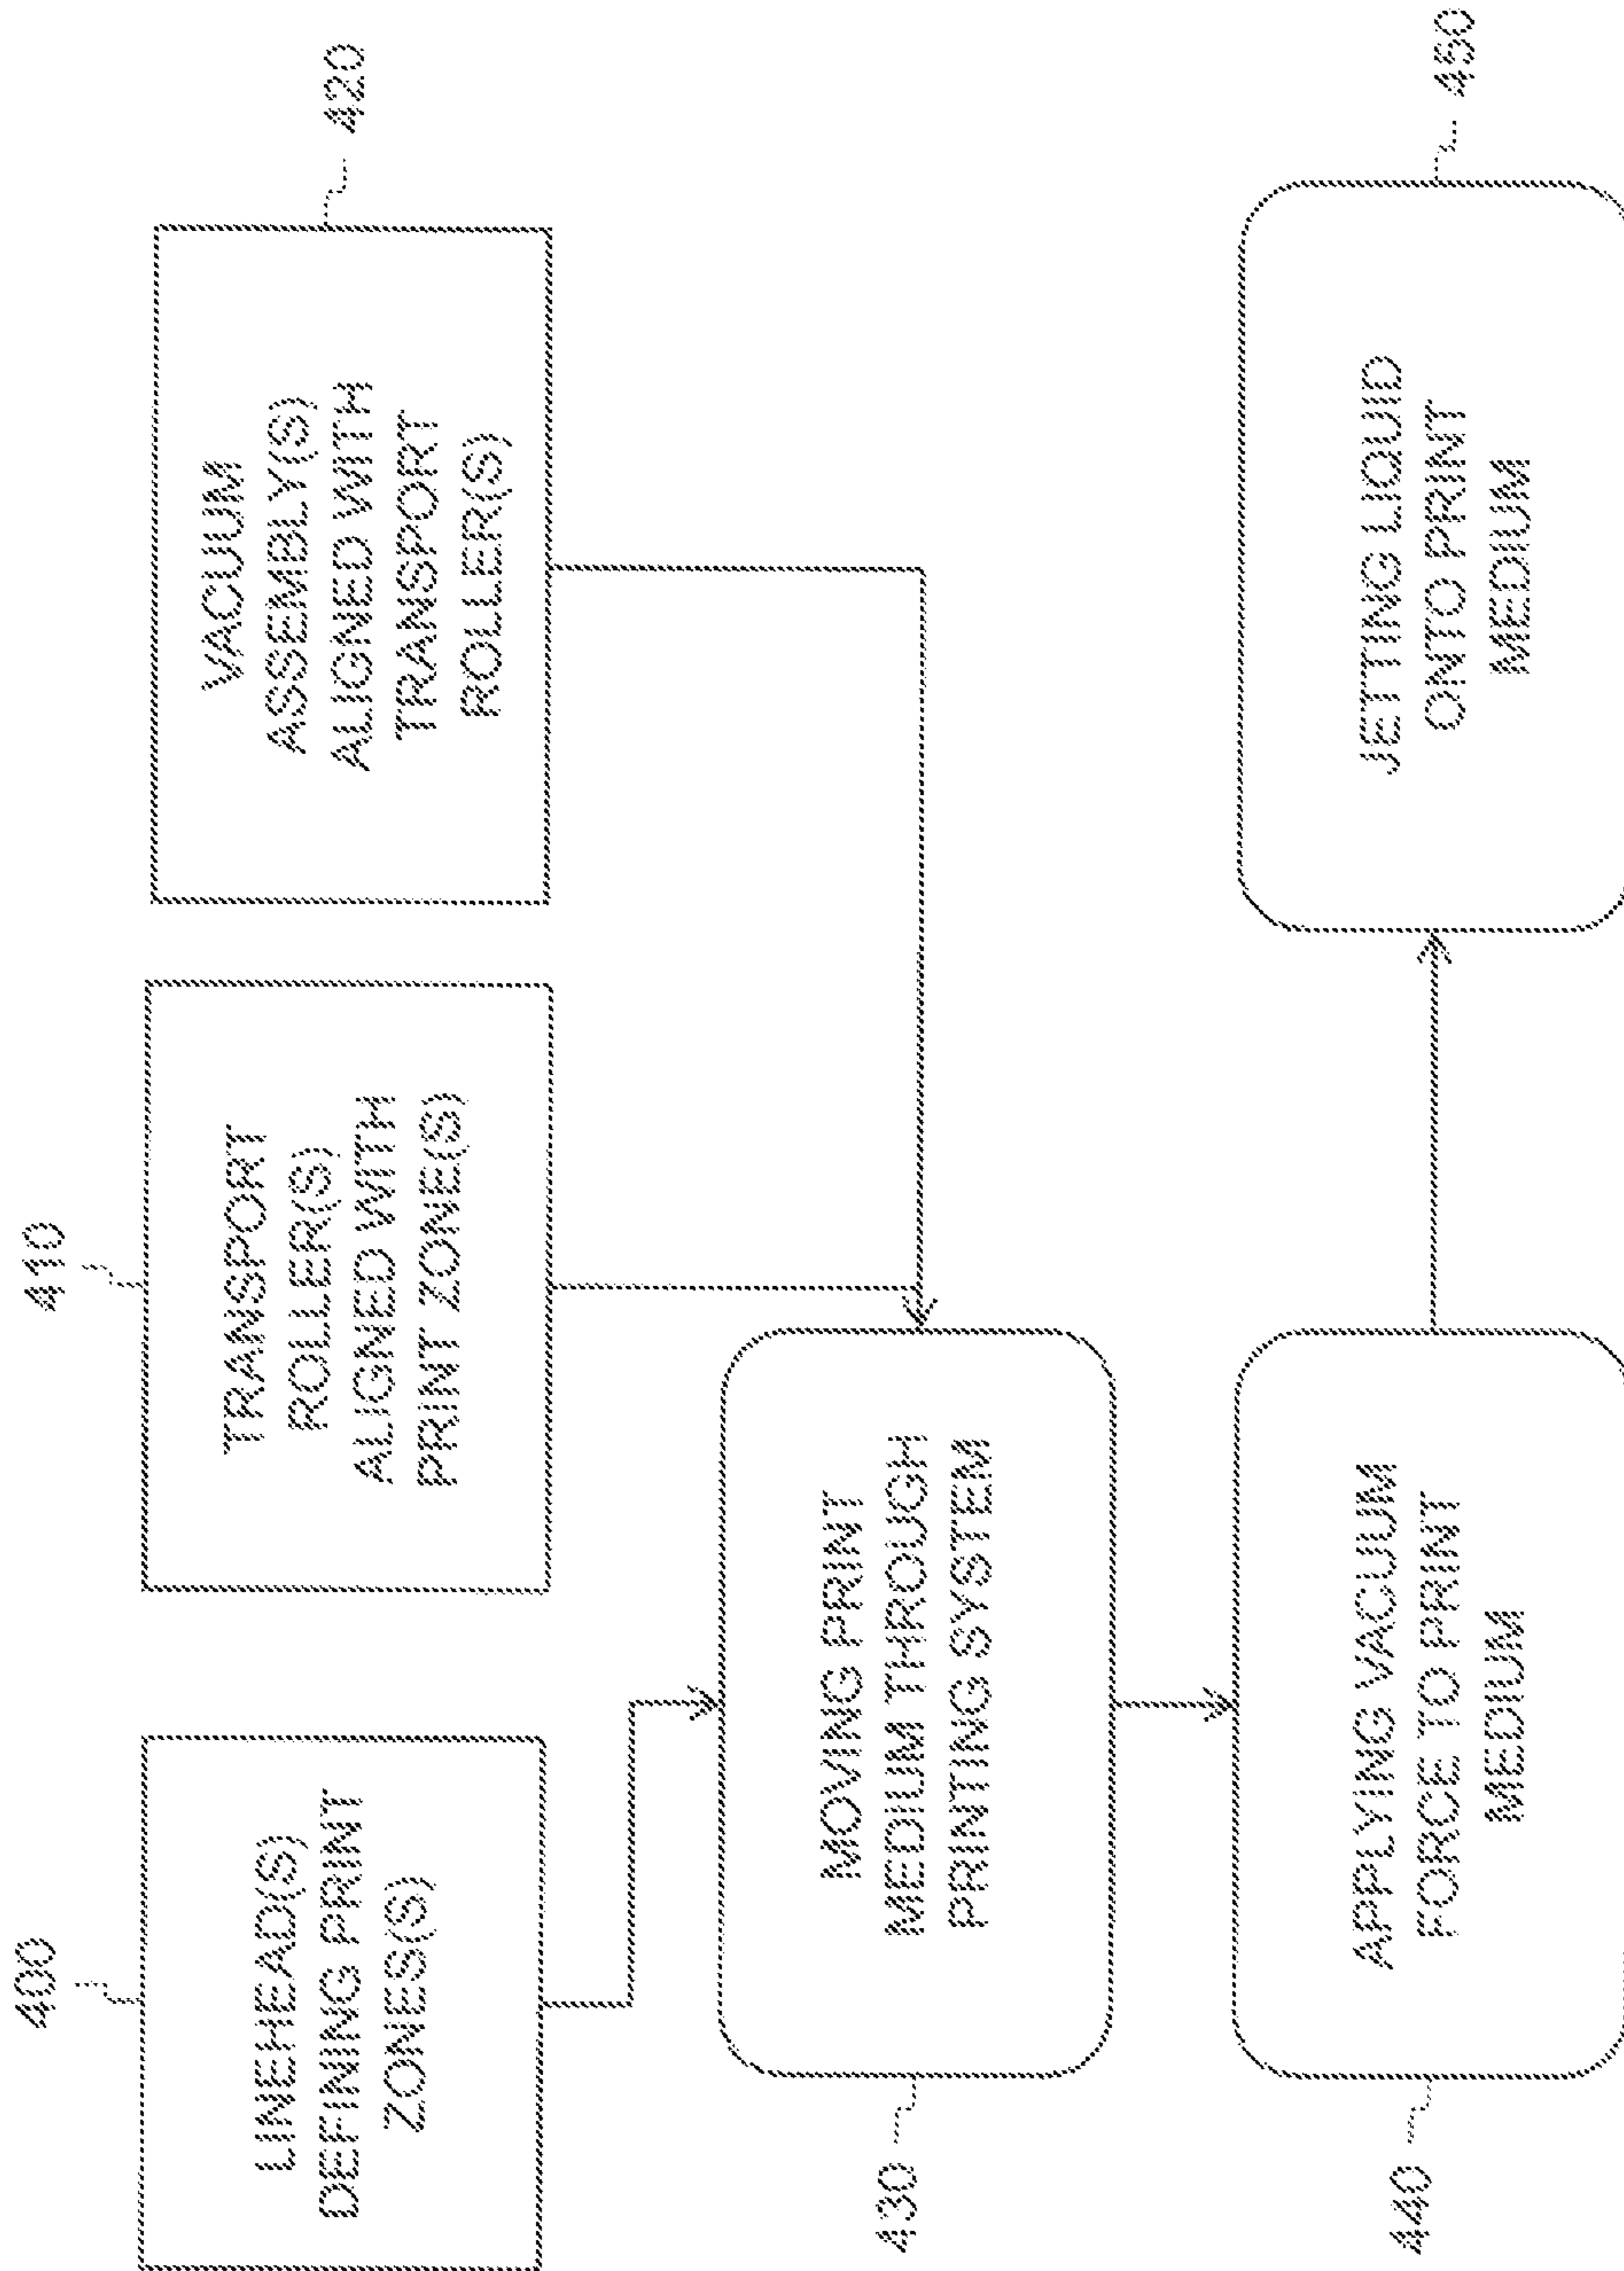 400
LINEHEAD(S)
DEFINING PRINT
ZONES(S)
410
TRANSPORT
ROLLER(S)
ALIGNED WITH
PRINT ZONE(S)
420
VACUUM
ASSEMBLY(S)
ALIGNED WITH
TRANSPORT
ROLLER(S)
430
MOVING PRINT
MEDIUM THROUGH
PRINTING SYSTEM
440
APPLYING VACUUM
FORCE TO PRINT
MEDIUM
450
JETTING LIQUID
ONTO PRINT
MEDIUM